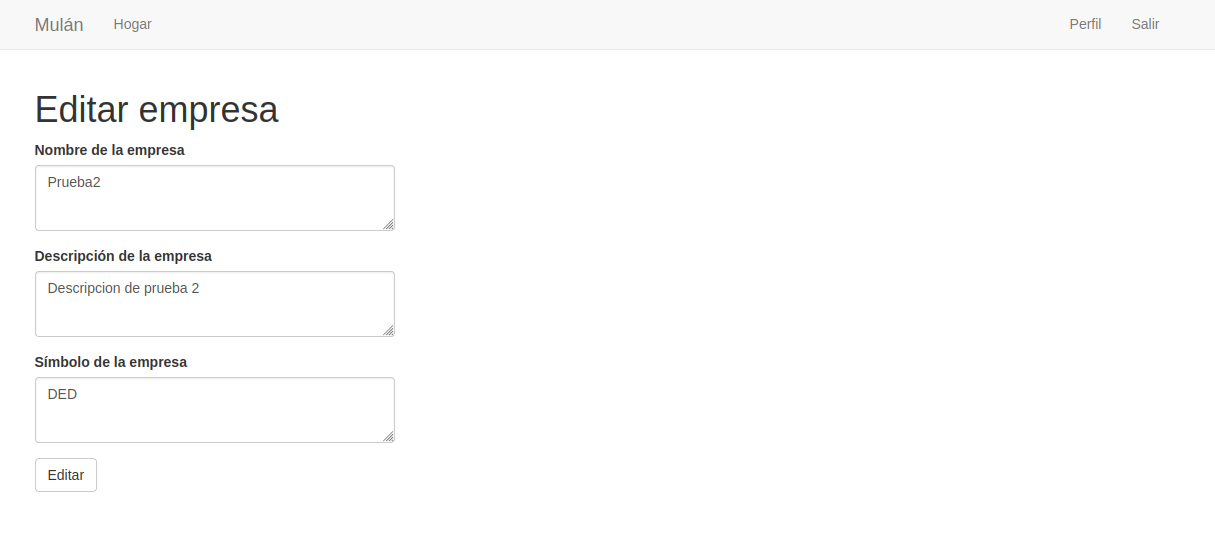 Mulán Hogar Perfil Salir
Editar empresa
Nombre de la empresa
Prueba2
Descripción de la empresa
Descripcion de prueba 2
Símbolo de la empresa
DED
Editar